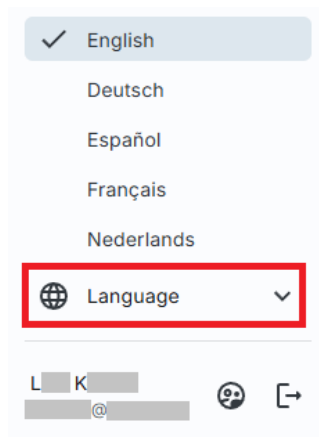 English
Deutsch
Español
Français
Nederlands
Language
L K
@